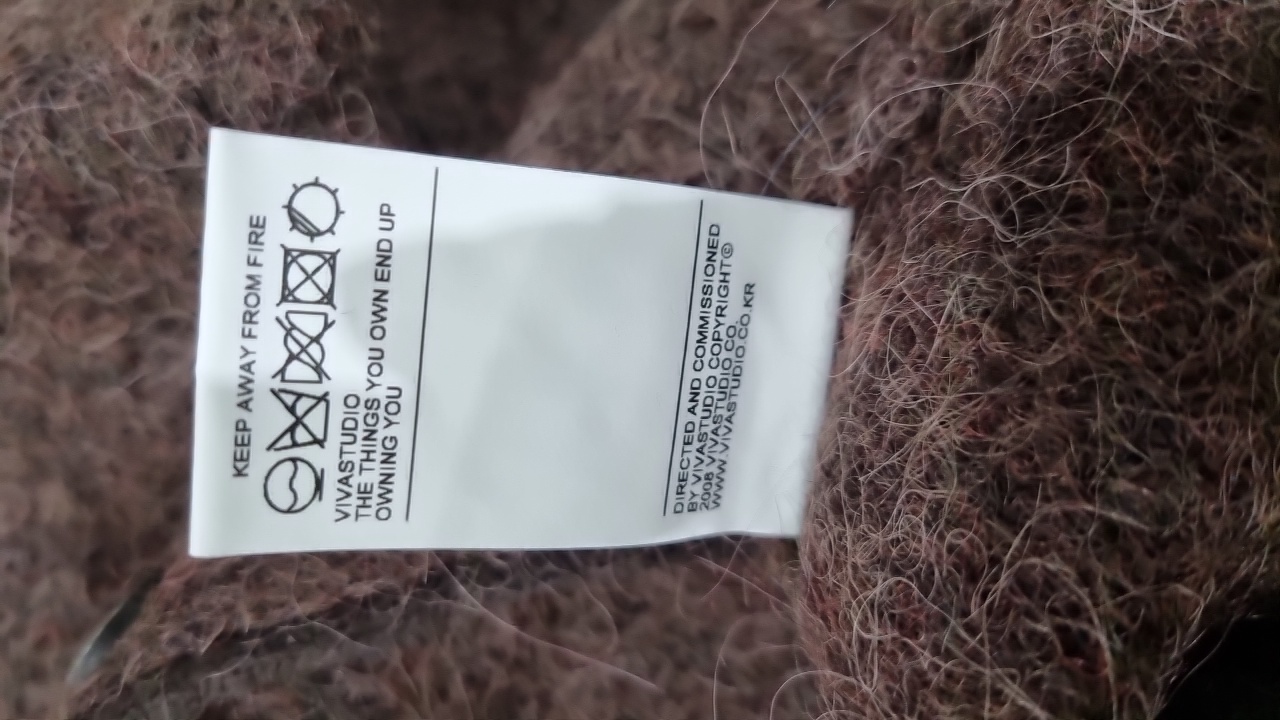 KEEP AWAY FROM FIRE
VIVASTUDIO
THE THINGS YOU OWN END UP
OWNING YOU
DIRECTED AND COMMISSIONED
BY VIVASTUDIO COPYRIGHT©
2008 VIVASTUDIO CO.
WWW.VIVASTUDIO.CO.KR